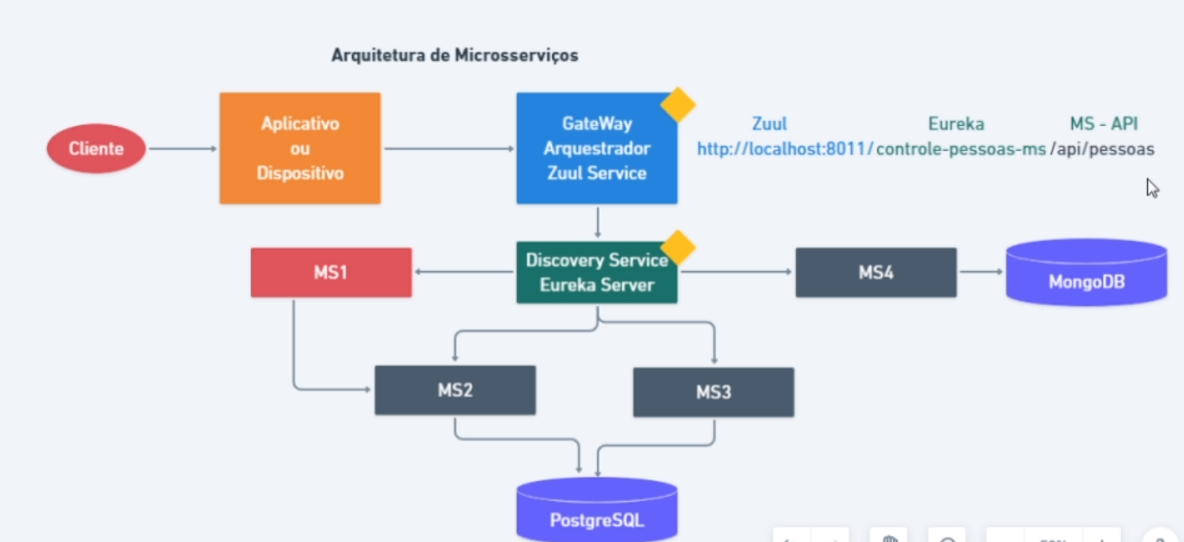 Arquitetura de Microsserviços
Cliente
Aplicativo
ou
Dispositivo
GateWay
Arquestrador
Zuul Service
Zuul Eureka MS - API
http://localhost:8011/controle-pessoas-ms/api/pessoas
MS1
Discovery Service
Eureka Server
MS4
MongoDB
MS2
MS3
PostgreSQL